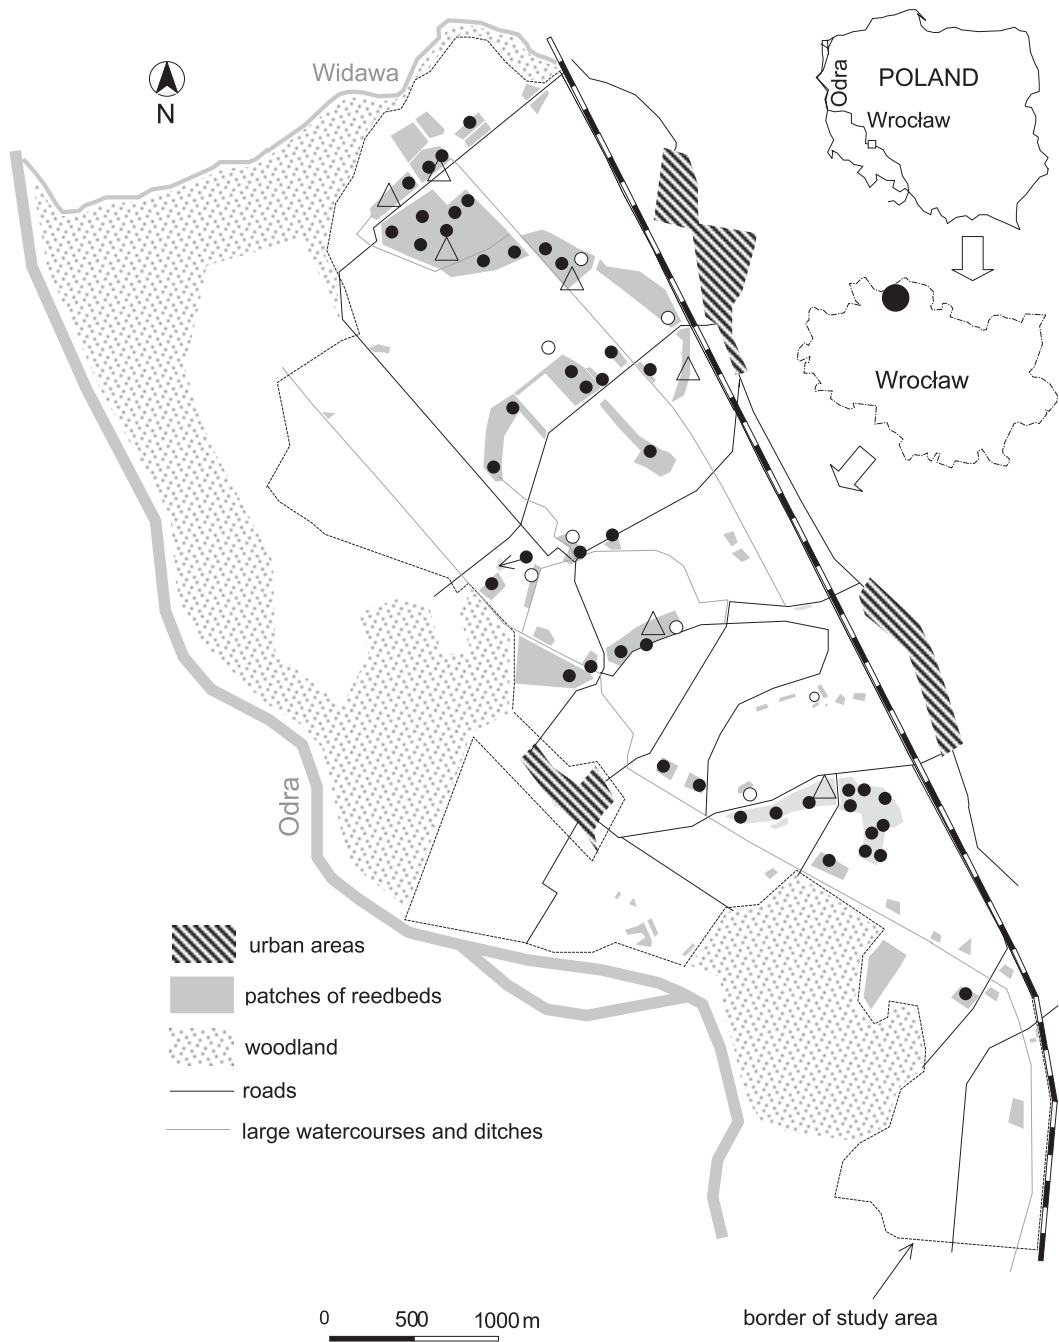 Widawa
N
Odra
POLAND
Wrocław
Wrocław
Odra
urban areas
patches of reedbeds
woodland
roads
large watercourses and ditches
0 500 1000 m
border of study area